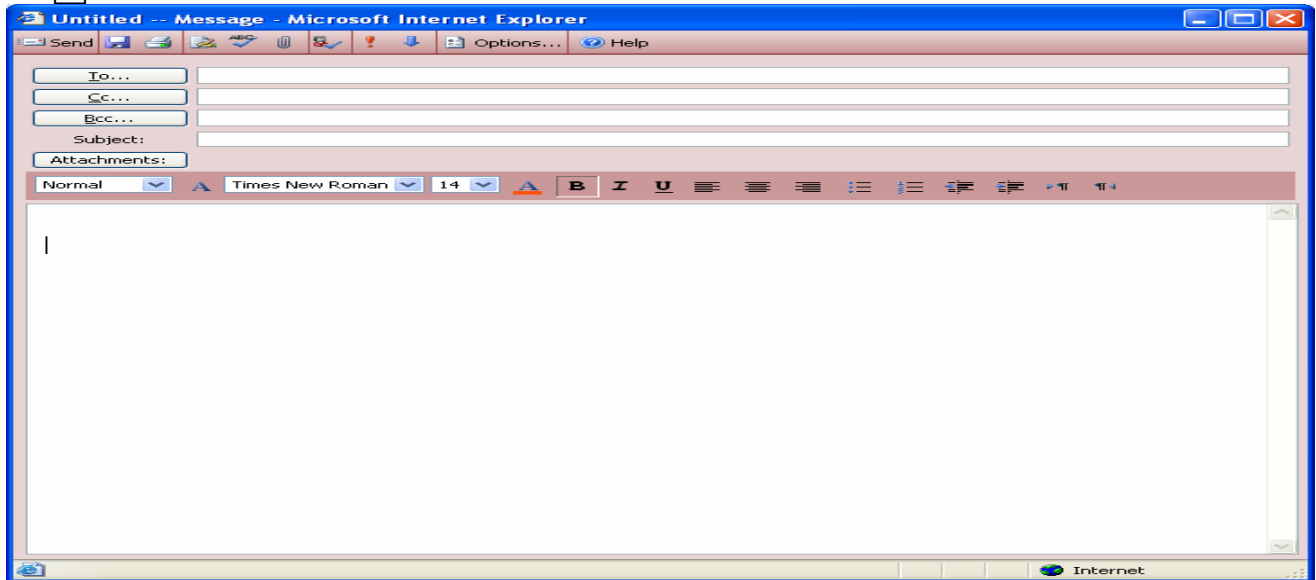 Untitled -- Message - Microsoft Internet Explorer
Send ABC Options... Help
To...
Cc...
Bcc...
Subject:
Attachments:
Normal A Times New Roman 14 A B I U
Internet